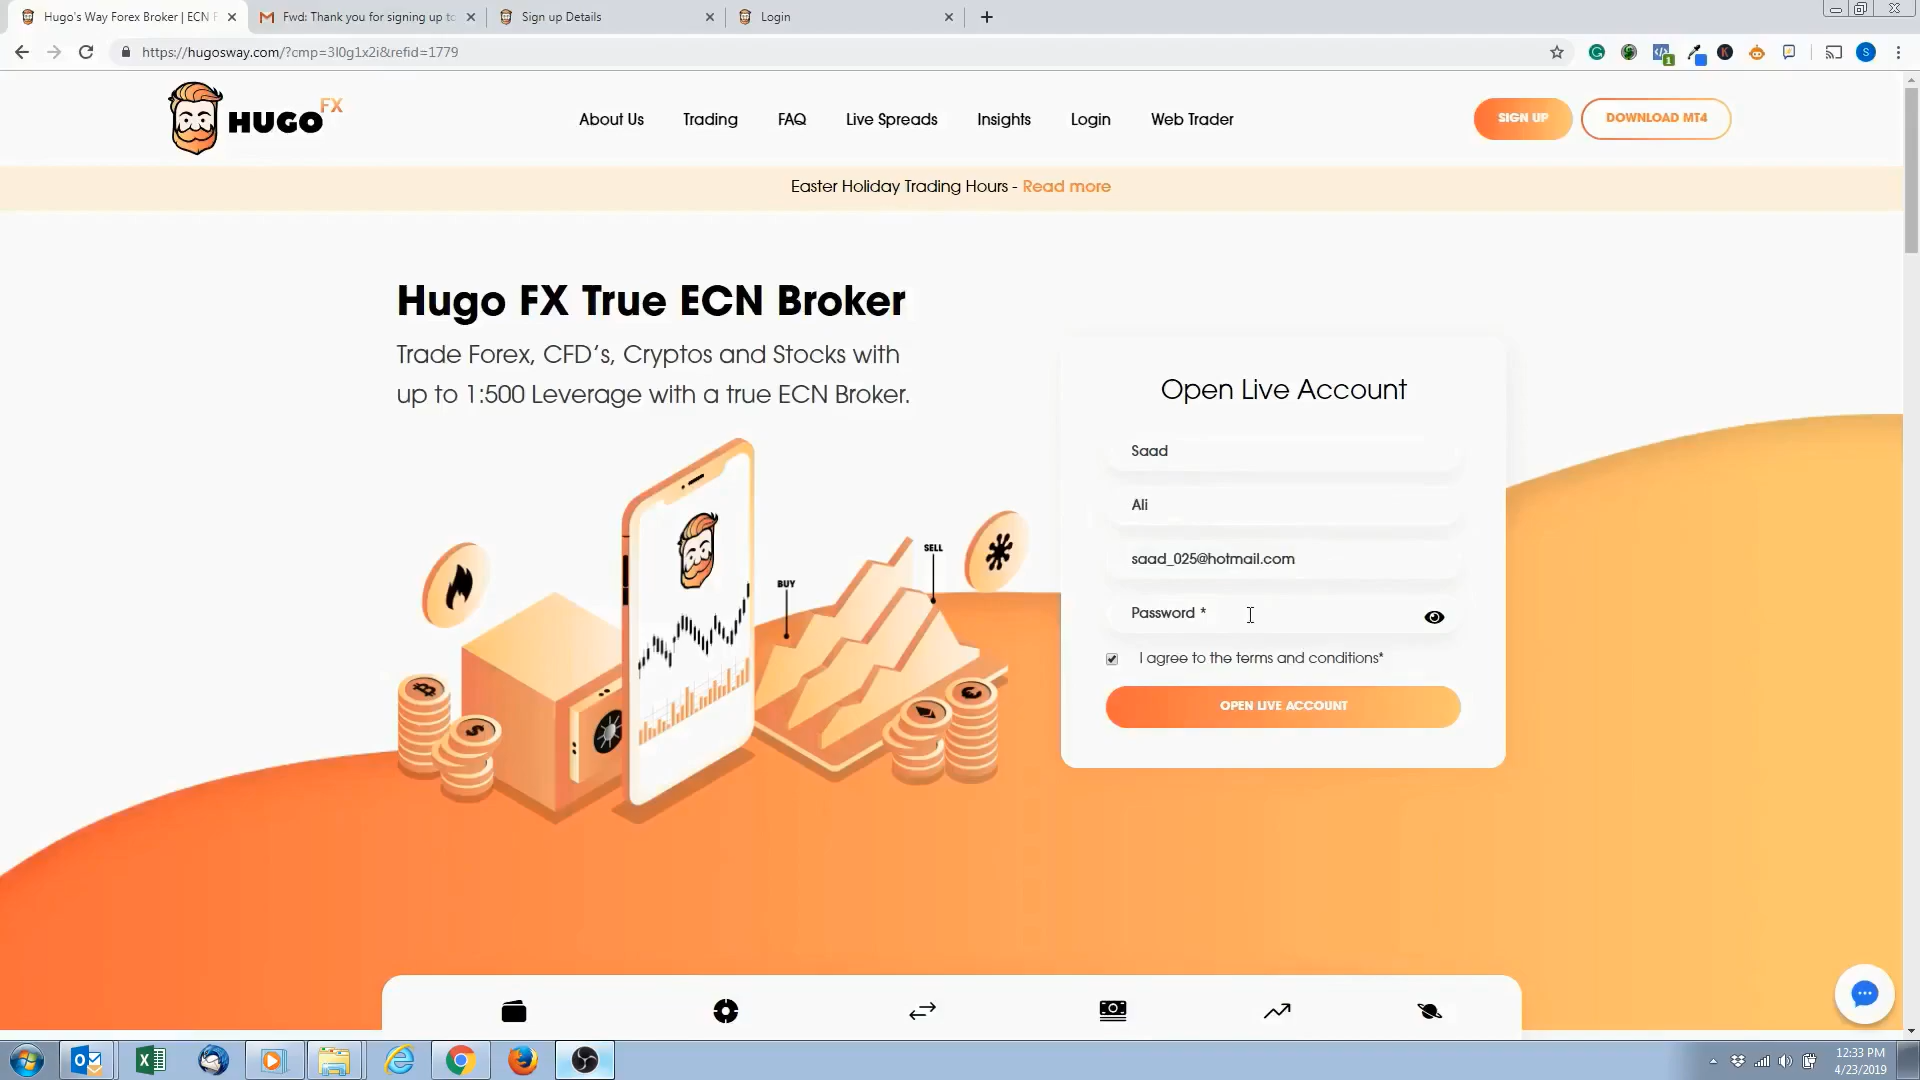 Hugo's Way Forex Broker | ECN F
Fwd: Thank you for signing up to
Sign up Details
Login
https://hugosway.com/?cmp=3l0g1x2i&refid=1779
1
S
HUGO FX
About Us
Trading
FAQ
Live Spreads
Insights
Login
Web Trader
SIGN UP
DOWNLOAD MT4
Easter Holiday Trading Hours - Read more
Hugo FX True ECN Broker
Trade Forex, CFD's, Cryptos and Stocks with
up to 1:500 Leverage with a true ECN Broker.
Open Live Account
Saad
Ali
saad_025@hotmail.com
Password *
I agree to the terms and conditions*
OPEN LIVE ACCOUNT
BUY
SELL
12:33 PM
4/23/2019